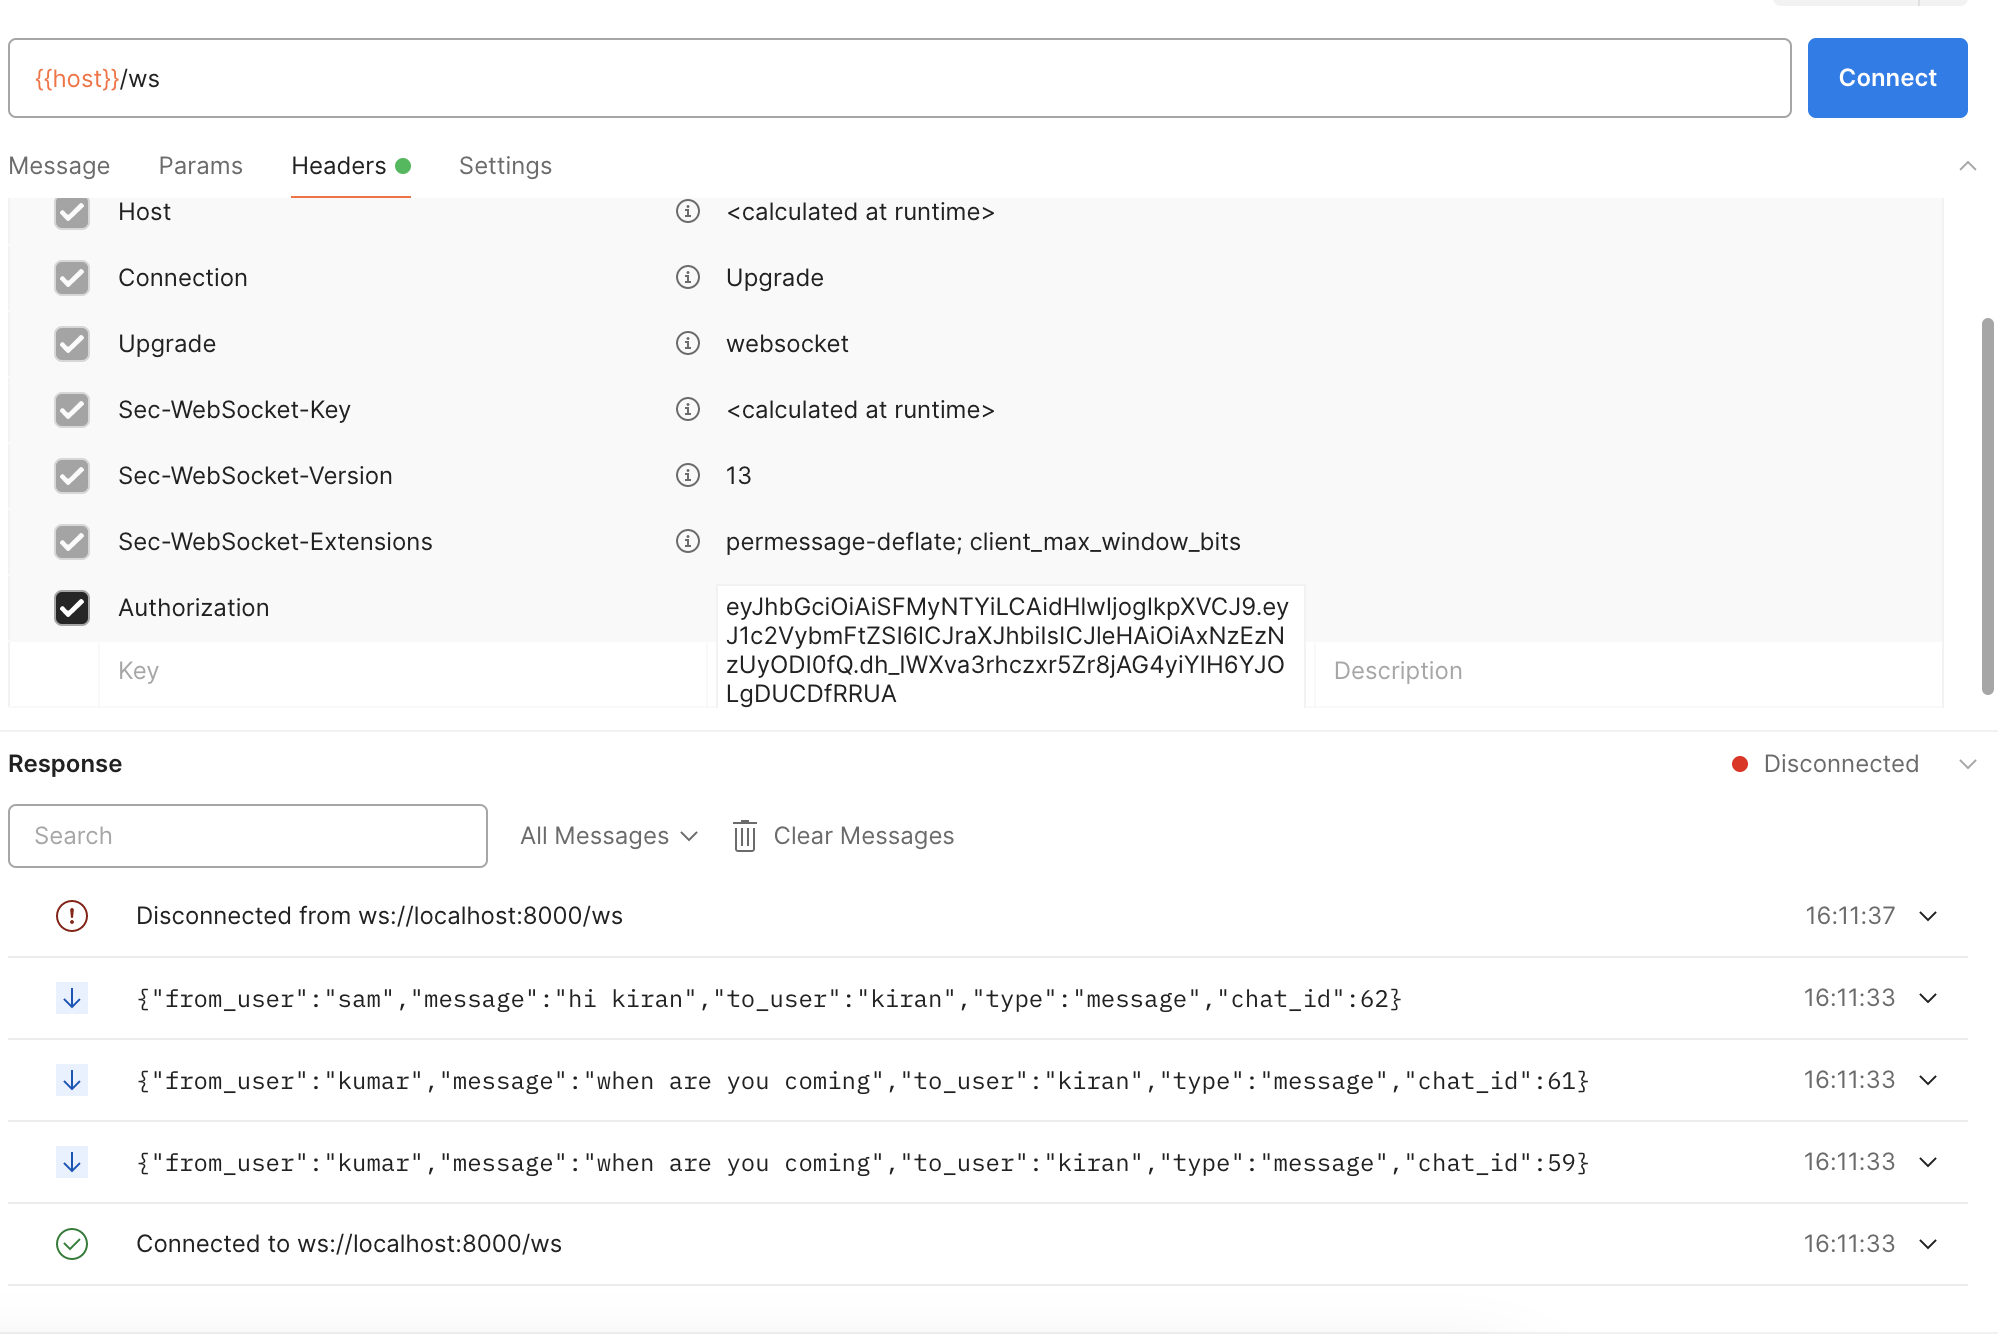 {{host}}/ws
Connect
Message Params Headers Settings
Host <calculated at runtime>
Connection Upgrade
Upgrade websocket
Sec-WebSocket-Key <calculated at runtime>
Sec-WebSocket-Version 13
Sec-WebSocket-Extensions permessage-deflate; client_max_window_bits
Authorization eyJhbGciOiAiSFMyNTYiLCAidHlwIjogIkpXVCJ9.ey
J1c2VybmFtZSI6ICJraXJhbiIsICJleHAiOiAxNzEzN
zUyODI0fQ.dh_IWXva3rhczxr5Zr8jAG4yiYIH6YJO
LgDUCDfRRUA
Key Description
Response Disconnected
Search All Messages Clear Messages
Disconnected from ws://localhost:8000/ws 16:11:37
{"from_user":"sam","message":"hi kiran","to_user":"kiran","type":"message","chat_id":62} 16:11:33
{"from_user":"kumar","message":"when are you coming","to_user":"kiran","type":"message","chat_id":61} 16:11:33
{"from_user":"kumar","message":"when are you coming","to_user":"kiran","type":"message","chat_id":59} 16:11:33
Connected to ws://localhost:8000/ws 16:11:33